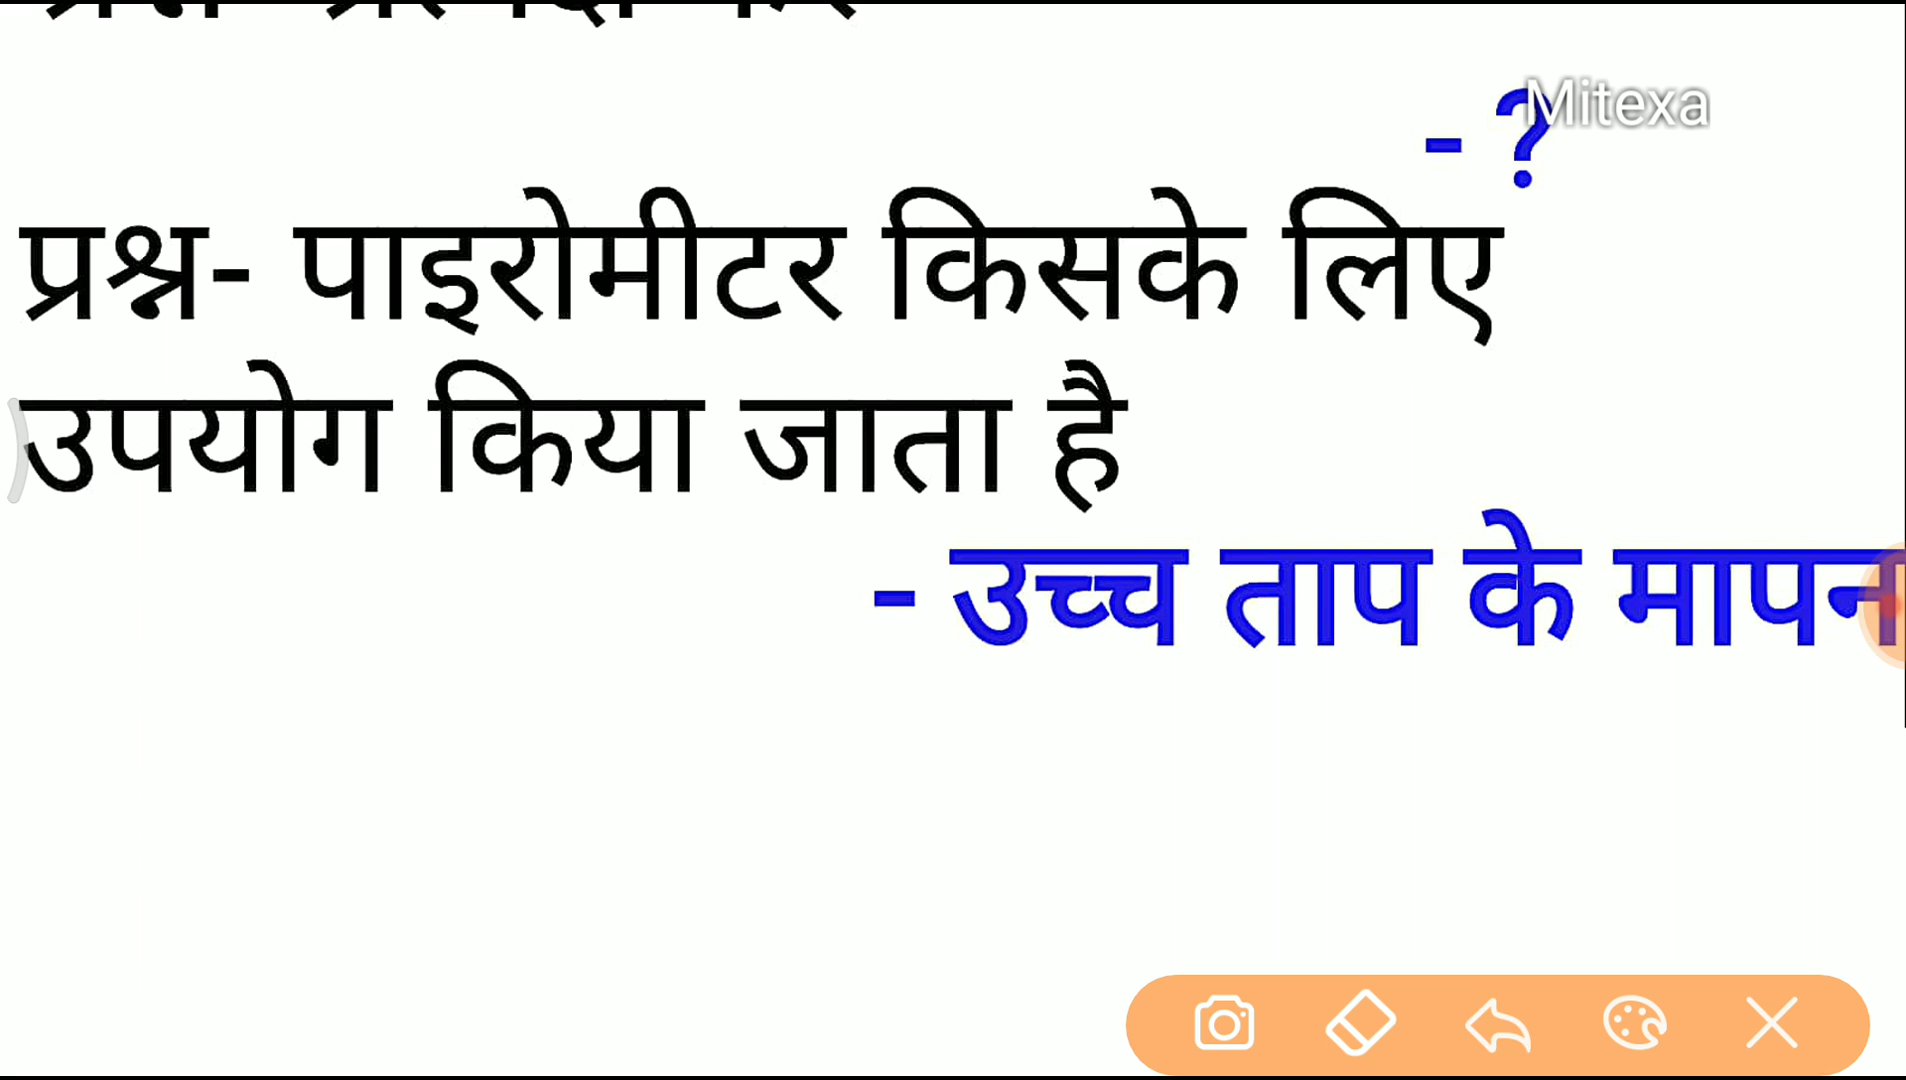 - ?
Mitexa
प्रश्न- पाइरोमीटर किसके लिए
उपयोग किया जाता है
- उच्च ताप के मापन